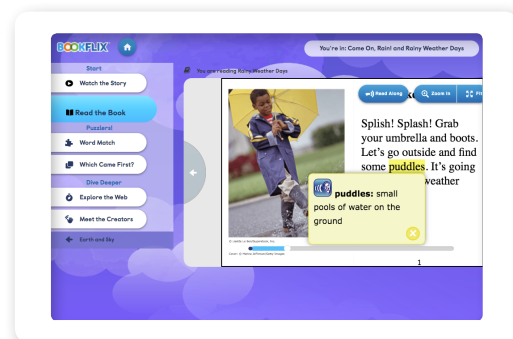 BOOKFLIX
You're in: Come On, Rain! and Rainy Weather Days
Start
Watch the Story
Read the Book
Puzzlers!
Word Match
Which Came First?
Dive Deeper
Explore the Web
Meet the Creators
Earth and Sky
You are reading Rainy Weather Days
Read Along
Zoom In
Fi
Splish! Splash! Grab
your umbrella and boots.
Let's go outside and find
some puddles. It's going
weather
puddles: small
pools of water on the
ground
1